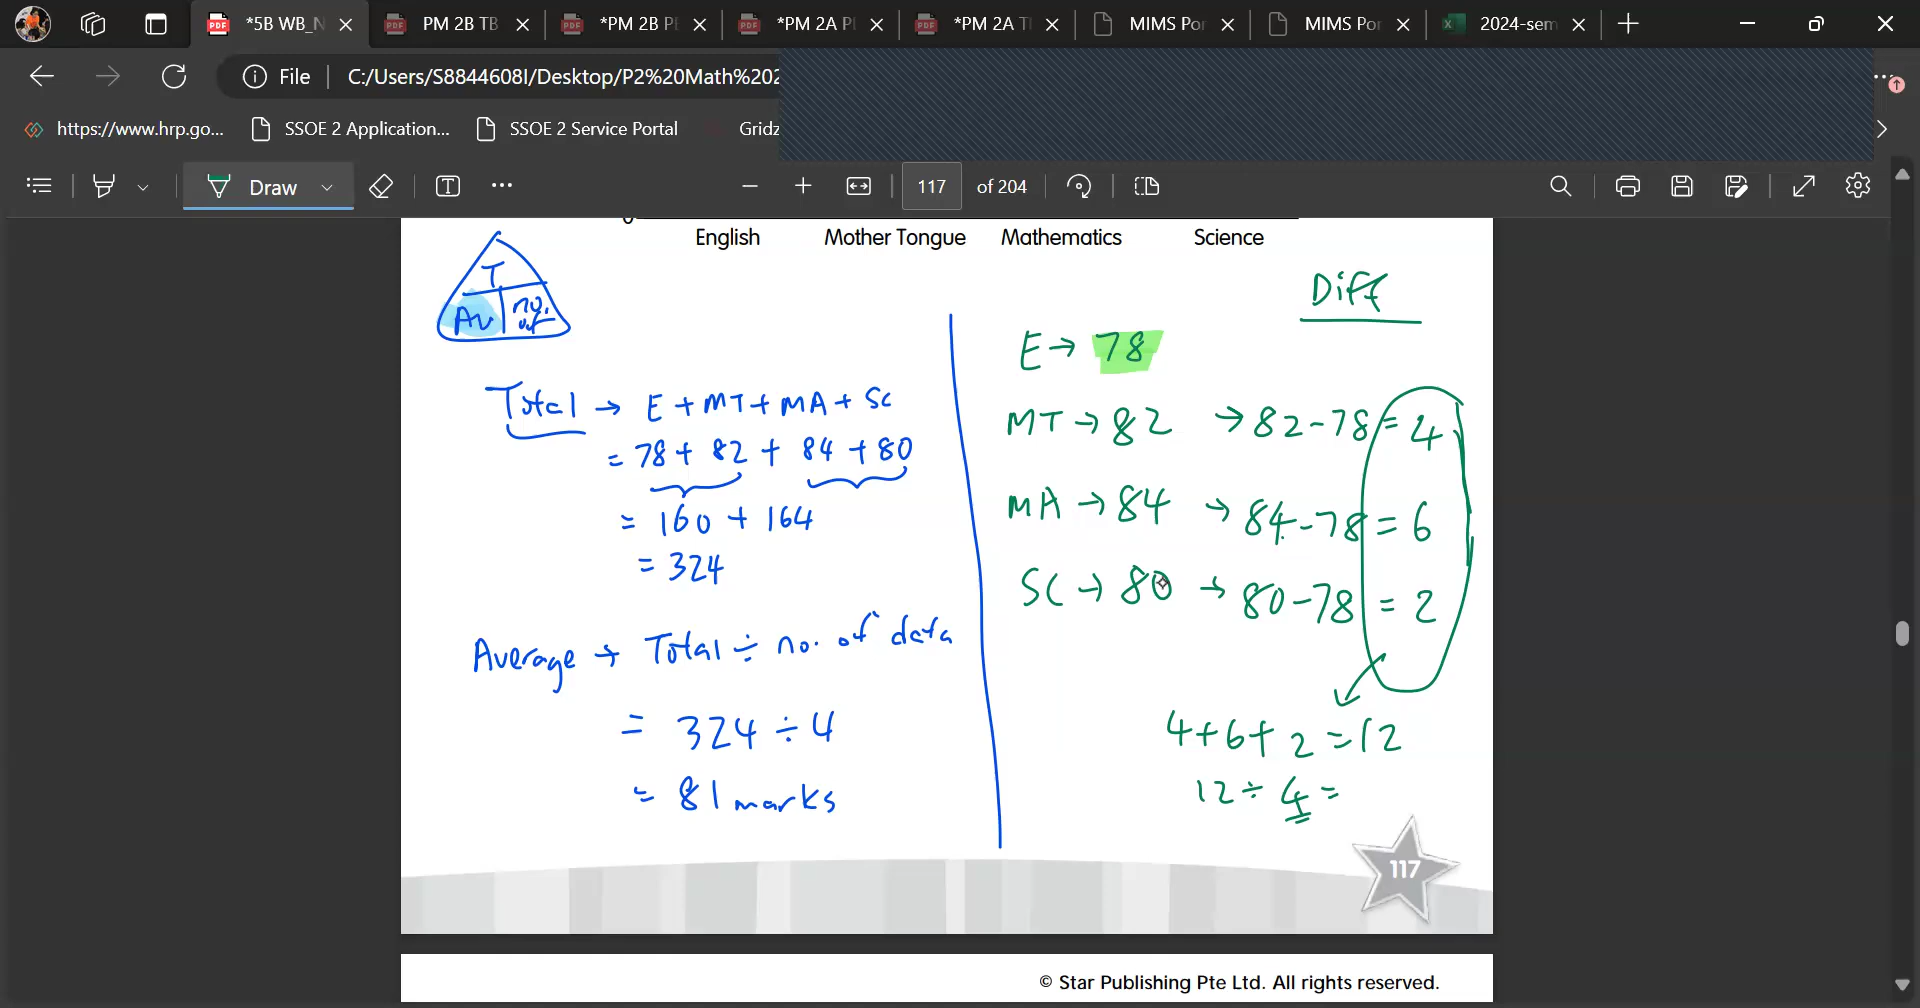 *5B WB_N
PM 2B TB
*PM 2B P
*PM 2A P
*PM 2A T
MIMS Por
MIMS Por
2024-sem
File
C:/Users/S8844608I/Desktop/P2%20Math%202
https://www.hrp.go...
SSOE 2 Application...
SSOE 2 Service Portal
Gridz
Draw
117 of 204
English Mother Tongue Mathematics Science
T
Av no. of
Total → E + MT + MA + SC
= 78 + 82 + 84 + 80
= 160 + 164
= 324
Average → Total ÷ no. of data
= 324 ÷ 4
= 81 marks
Diff
E → 78
MT → 82 → 82-78 = 4
MA → 84 → 84-78 = 6
SC → 80 → 80-78 = 2
4+6+2=12
12 ÷ 4 =
117
© Star Publishing Pte Ltd. All rights reserved.